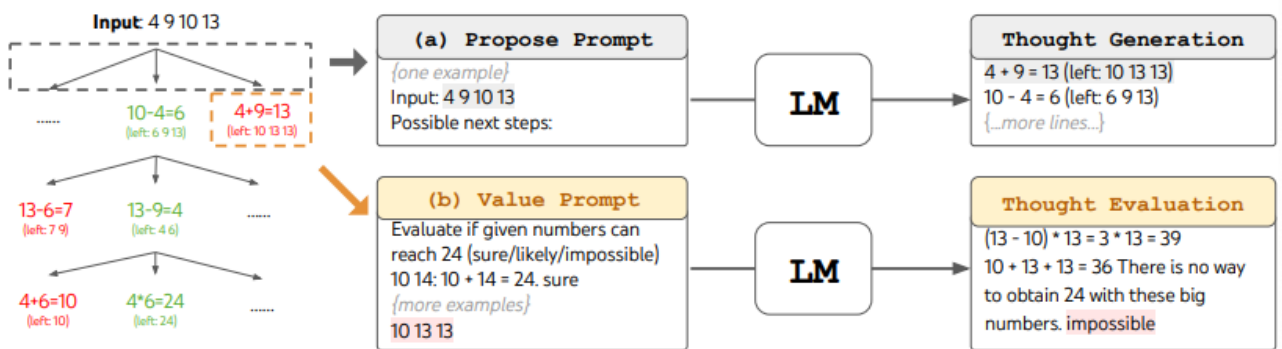 Input: 4 9 10 13
......
10-4=6
(left: 6 9 13)
4+9=13
(left: 10 13 13)
13-6=7
(left: 7 9)
13-9=4
(left: 4 6)
......
4+6=10
(left: 10)
4*6=24
(left: 24)
......
(a) Propose Prompt
{one example}
Input: 4 9 10 13
Possible next steps:
LM
Thought Generation
4 + 9 = 13 (left: 10 13 13)
10 - 4 = 6 (left: 6 9 13)
{...more lines...}
(b) Value Prompt
Evaluate if given numbers can
reach 24 (sure/likely/impossible)
10 14: 10 + 14 = 24. sure
{more examples}
10 13 13
LM
Thought Evaluation
(13 - 10) * 13 = 3 * 13 = 39
10 + 13 + 13 = 36 There is no way
to obtain 24 with these big
numbers. impossible